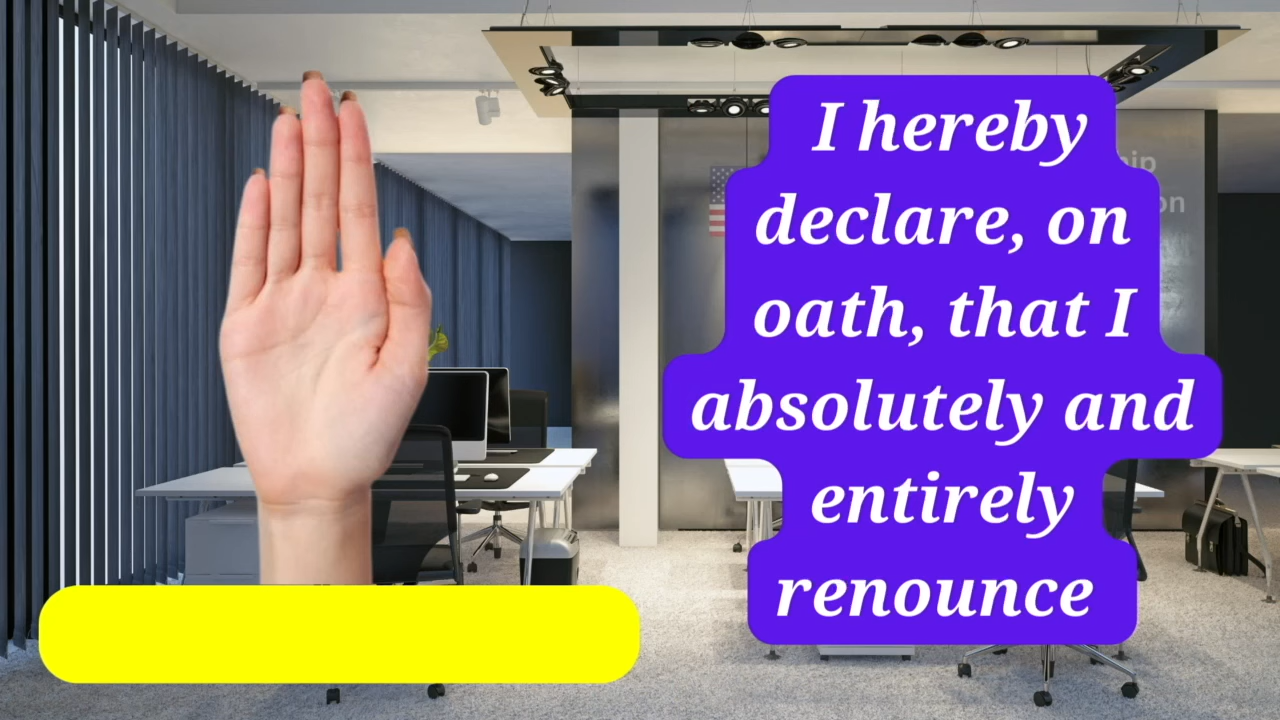 I hereby
declare, on
oath, that I
absolutely and
entirely
renounce